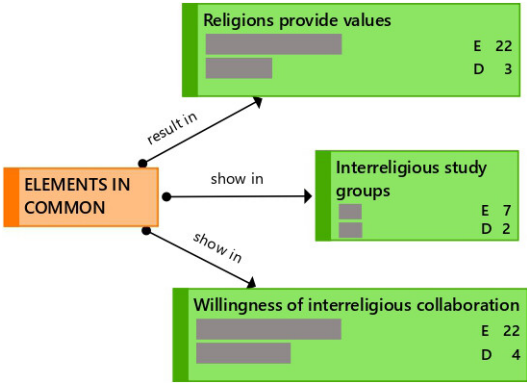 Religions provide values
E 22
D 3
result in
ELEMENTS IN
COMMON
show in
Interreligious study
groups
E 7
D 2
show in
Willingness of interreligious collaboration
E 22
D 4